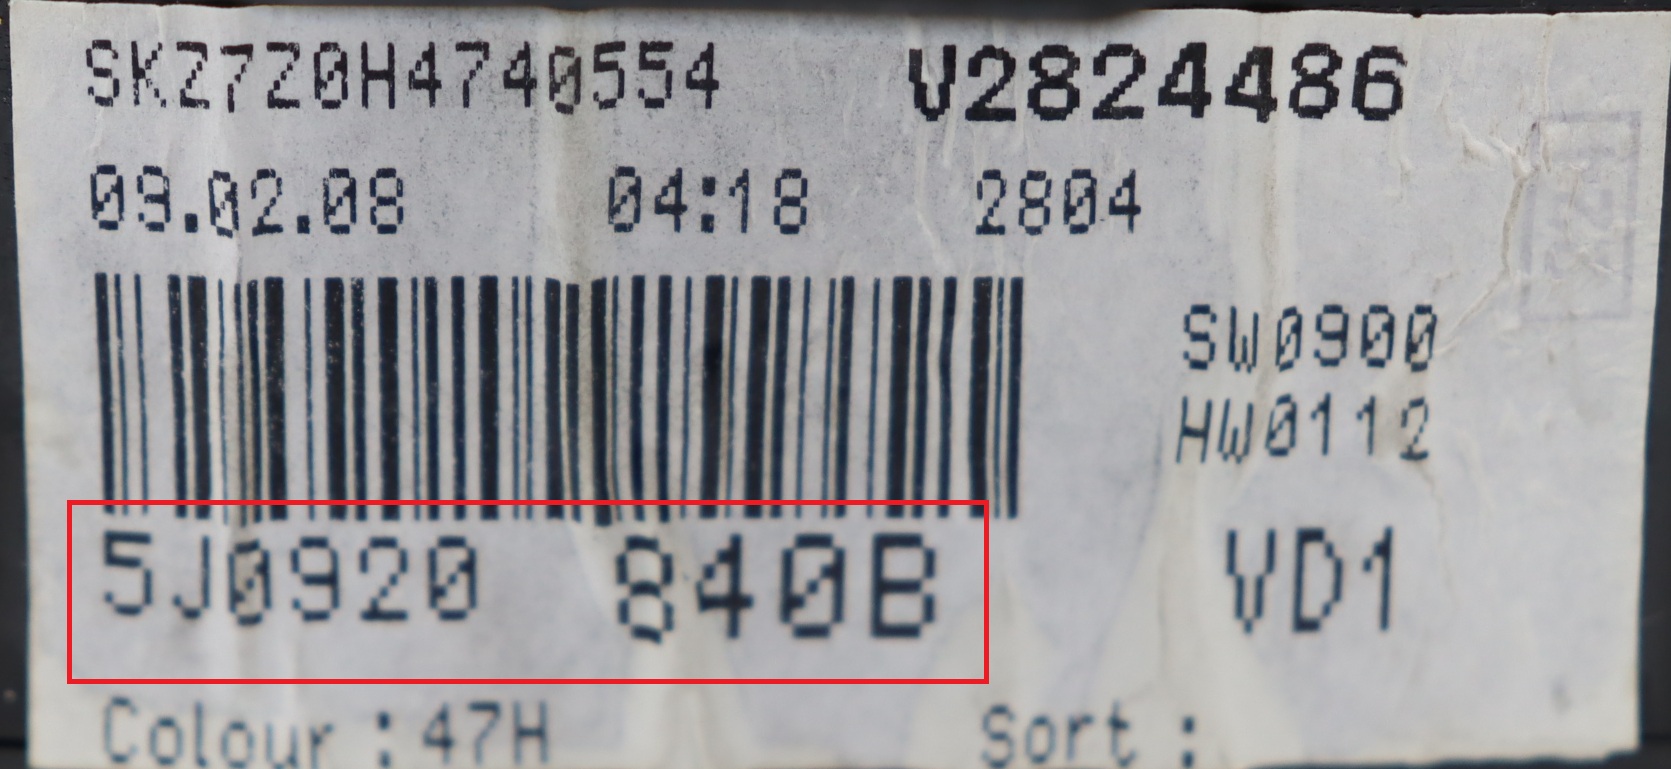 SKZ7Z0H4740554 V2824486
09.02.08 04:18 2804
SW0900
HW0112
5J0920 840B VD1
Colour : 47H Sort :